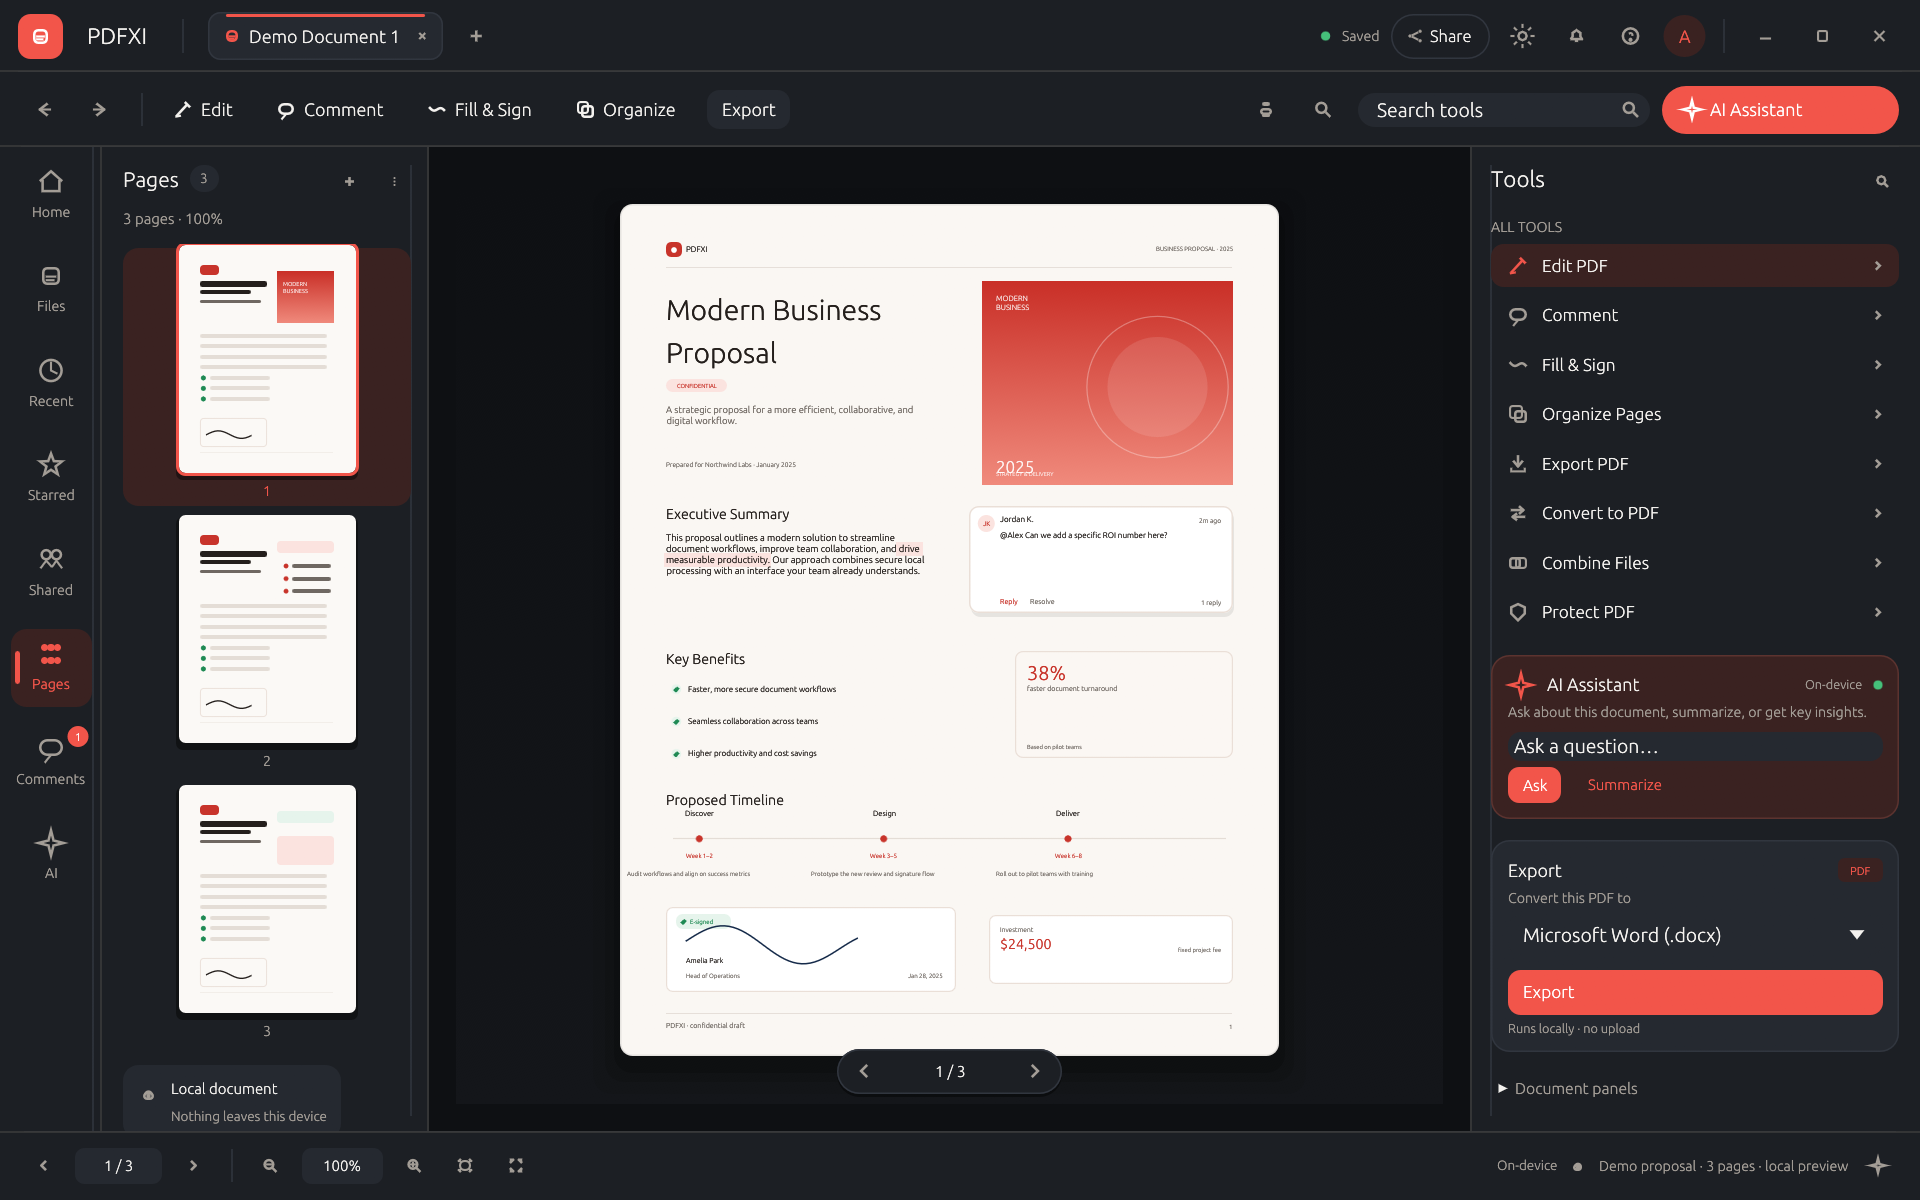 PDFXI
Demo Document 1
Saved
Share
A
Edit
Comment
Fill & Sign
Organize
Export
Search tools
AI Assistant
Home
Files
Recent
Starred
Shared
Pages
1
Comments
AI
Pages 3
3 pages · 100%
MODERN
BUSINESS
1
2
3
Local document
Nothing leaves this device
PDFXI
BUSINESS PROPOSAL · 2025
Modern Business
Proposal
CONFIDENTIAL
A strategic proposal for a more efficient, collaborative, and
digital workflow.
Prepared for Northwind Labs · January 2025
MODERN
BUSINESS
2025
STRATEGY & DELIVERY
Executive Summary
This proposal outlines a modern solution to streamline
document workflows, improve team collaboration, and drive
measurable productivity. Our approach combines secure local
processing with an interface your team already understands.
JK
Jordan K.
2m ago
@Alex Can we add a specific ROI number here?
Reply
Resolve
1 reply
Key Benefits
Faster, more secure document workflows
Seamless collaboration across teams
Higher productivity and cost savings
38%
faster document turnaround
Based on pilot teams
Proposed Timeline
Discover
Design
Deliver
Week 1–2
Week 3–5
Week 6–8
Audit workflows and align on success metrics
Prototype the new review and signature flow
Roll out to pilot teams with training
E-signed
Amelia Park
Head of Operations
Jan 28, 2025
Investment
$24,500
fixed project fee
PDFXI · confidential draft
1
1 / 3
Tools
ALL TOOLS
Edit PDF
Comment
Fill & Sign
Organize Pages
Export PDF
Convert to PDF
Combine Files
Protect PDF
AI Assistant
On-device
Ask about this document, summarize, or get key insights.
Ask a question…
Ask
Summarize
Export
PDF
Convert this PDF to
Microsoft Word (.docx)
Export
Runs locally · no upload
Document panels
1 / 3
100%
On-device
Demo proposal · 3 pages · local preview